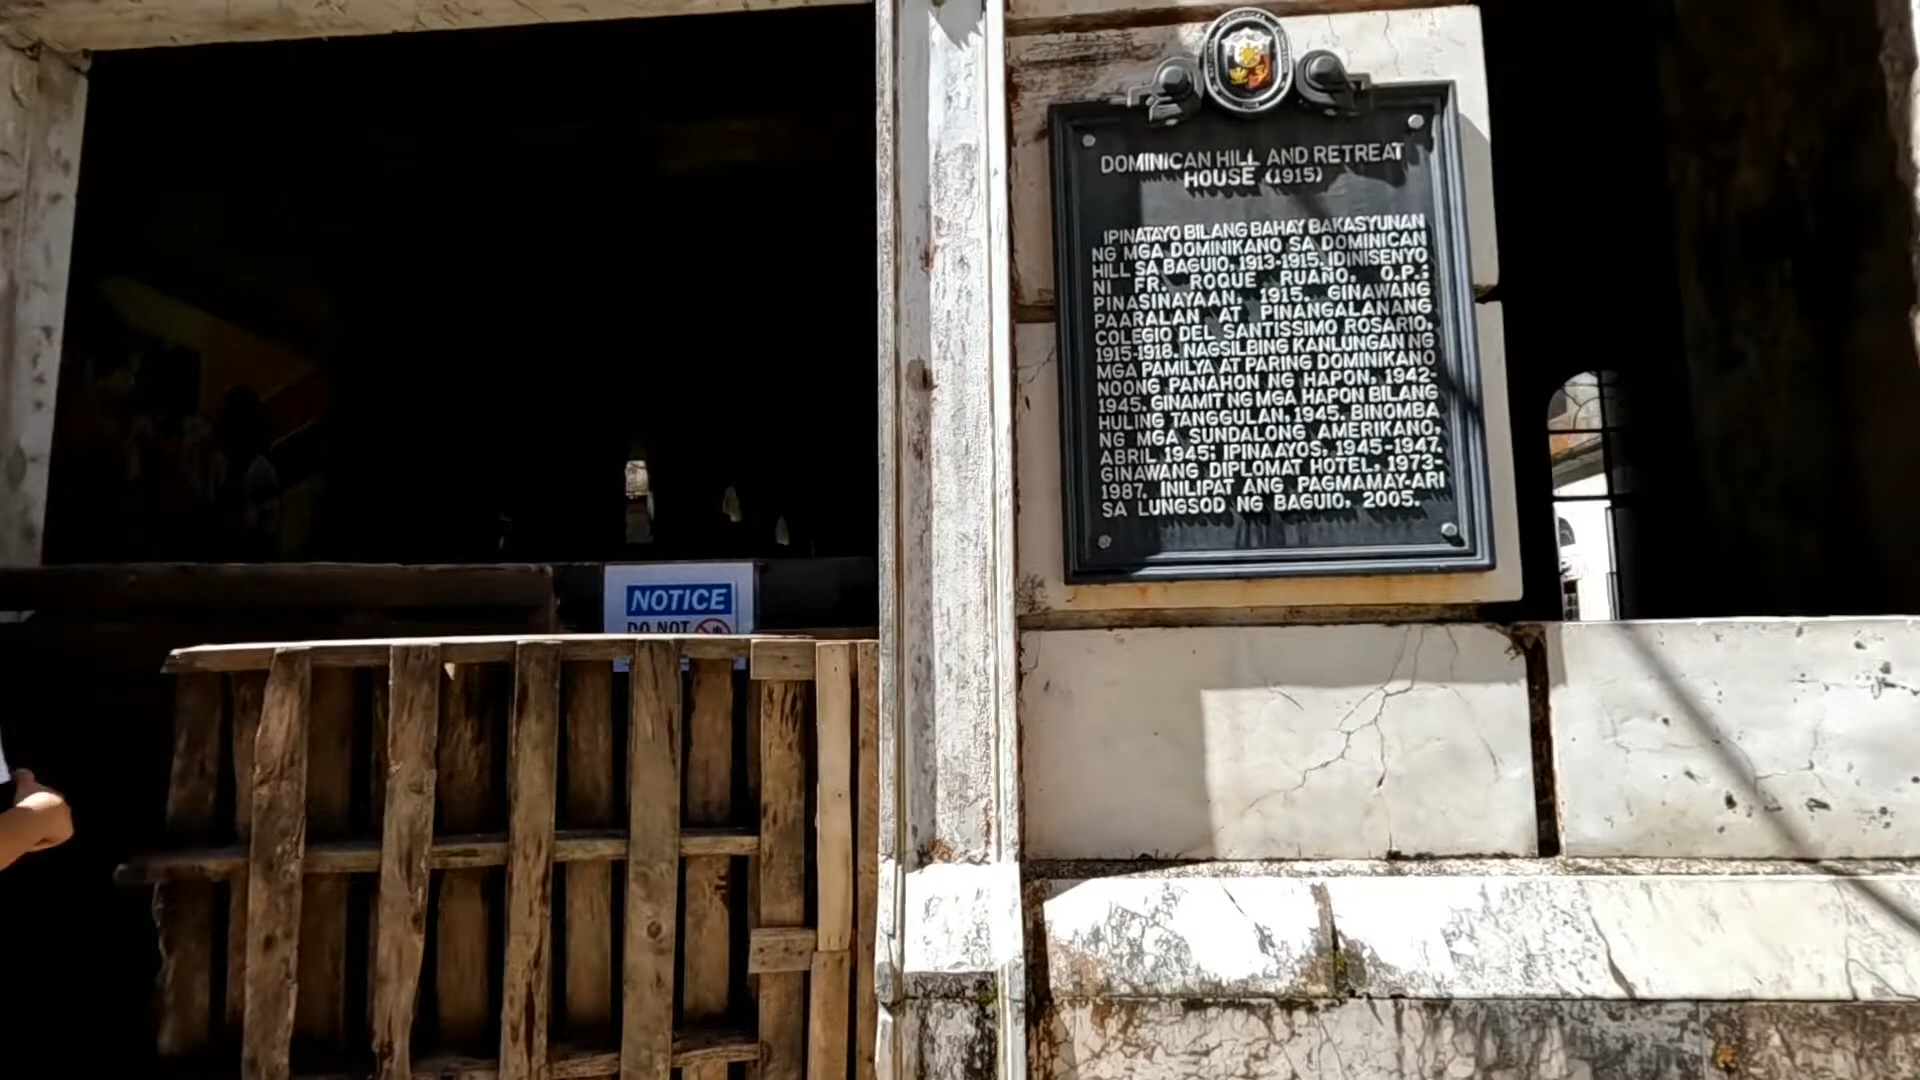 DOMINICAN HILL AND RETREAT
HOUSE (1915)
IPINATAYO BILANG BAHAY BAKASYUNAN
NG MGA DOMINIKANO SA DOMINICAN
HILL SA BAGUIO, 1913-1915. IDINISENYO
NI FR. ROQUE RUAÑO, O.P.;
PINASINAYAAN, 1915. GINAWANG
PAARALAN AT PINANGALANANG
COLEGIO DEL SANTISSIMO ROSARIO,
1915-1918. NAGSILBING KANLUNGAN NG
MGA PAMILYA AT PARING DOMINIKANO
NOONG PANAHON NG HAPON, 1942-
1945. GINAMIT NG MGA HAPON BILANG
HULING TANGGULAN, 1945. BINOMBA
NG MGA SUNDALONG AMERIKANO,
ABRIL 1945; IPINAAYOS, 1945-1947.
GINAWANG DIPLOMAT HOTEL, 1973-
1987. INILIPAT ANG PAGMAMAY-ARI
SA LUNGSOD NG BAGUIO, 2005.
NOTICE
DO NOT